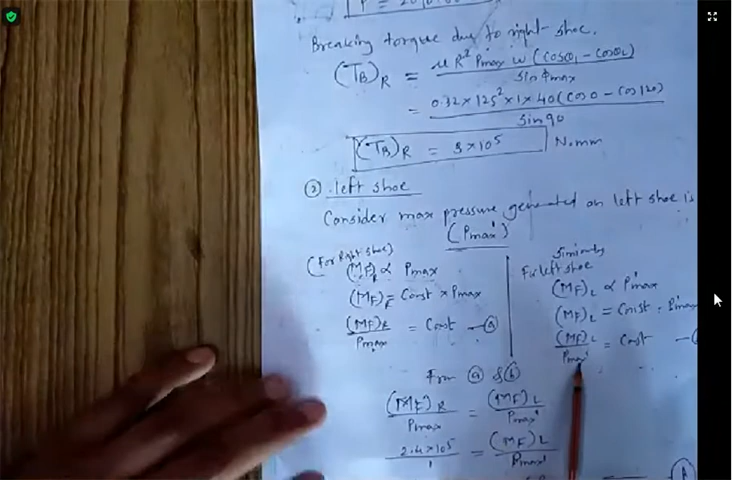 Breaking torque due to right shoe.
(TB)R = μ R² Pmax w (cosθ1 - cosθ2) / sin φmax
= 0.32 × 125² × 1 × 40 (cos 0 - cos 120) / sin 90
(TB)R = 3 × 10⁵ N.mm
② left shoe
Consider max pressure generated on left shoe is
(Pmax')
(For Right shoe)
(MF)R ∝ Pmax
(MF)R = Const × Pmax
(MF)R / Pmax = Const — ⓐ
Similarly
For left shoe
(MF)L ∝ P'max
(MF)L = Const · P'max
(MF)L / Pmax' = Const —
From ⓐ & ⓑ
(MF)R / Pmax = (MF)L / Pmax'
2.4 × 10⁵ / 1 = (MF)L / Pmax'